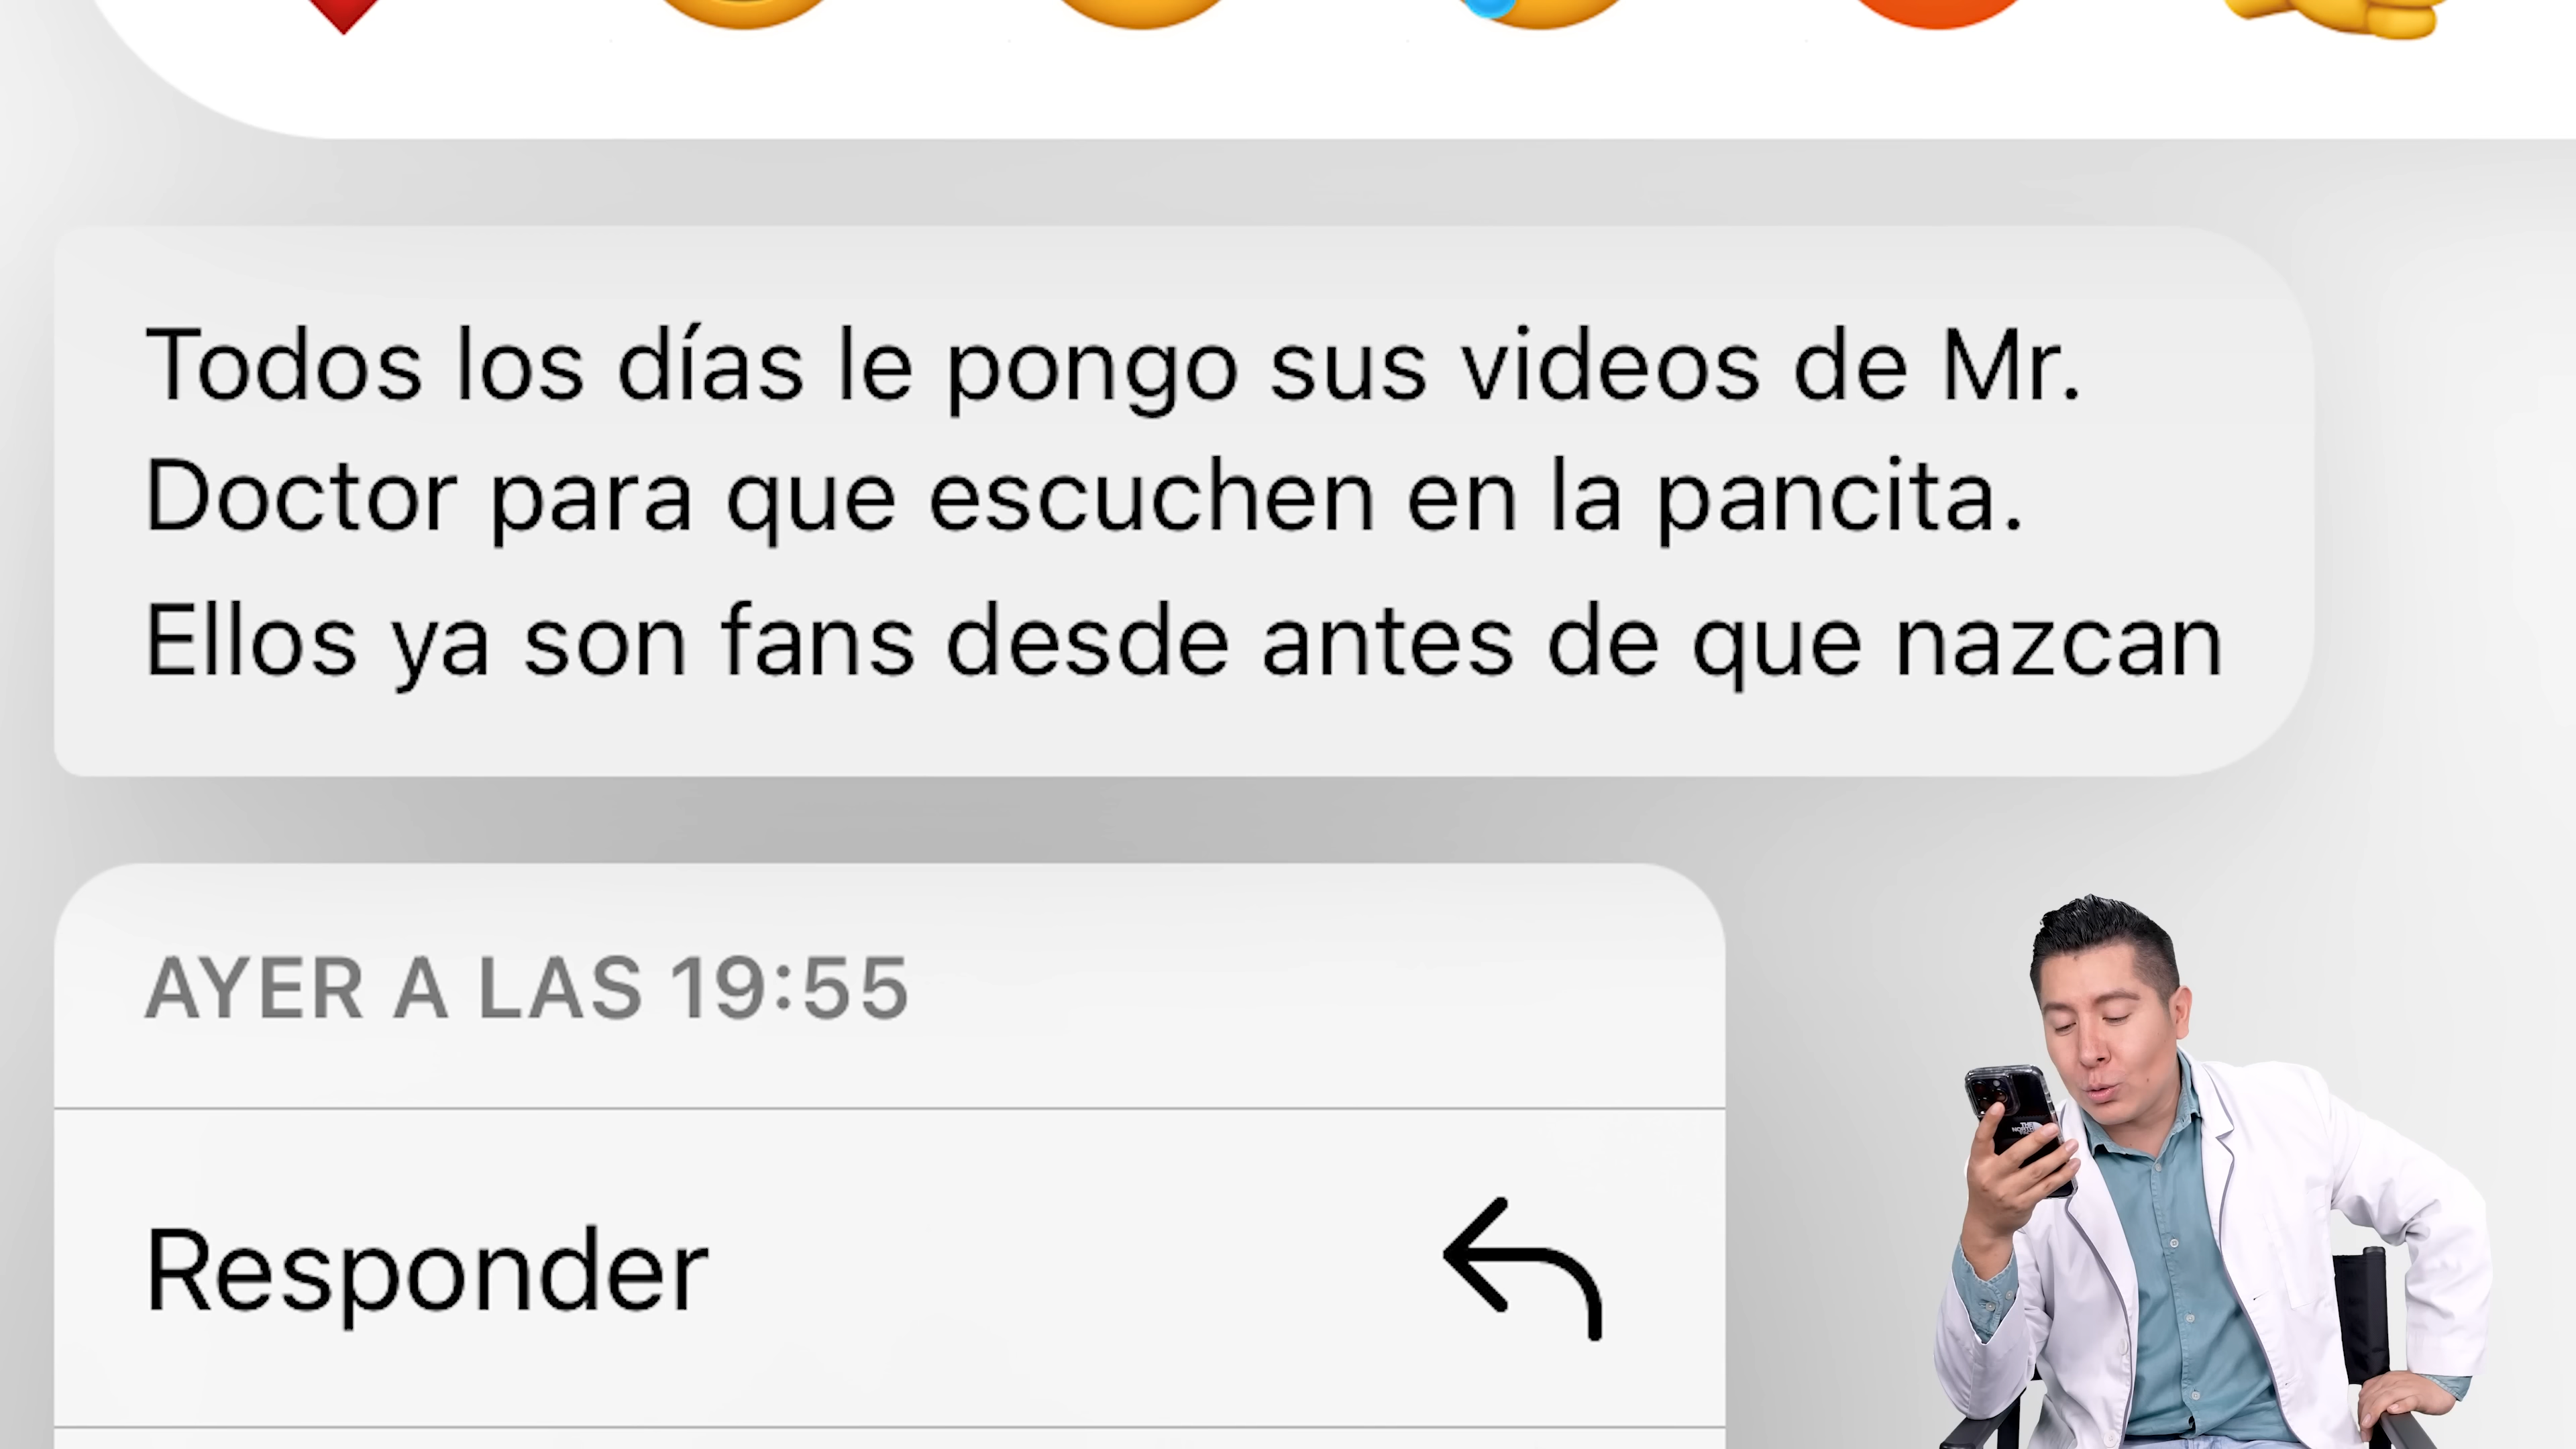 Todos los días le pongo sus videos de Mr.
Doctor para que escuchen en la pancita.
Ellos ya son fans desde antes de que nazcan
AYER A LAS 19:55
Responder